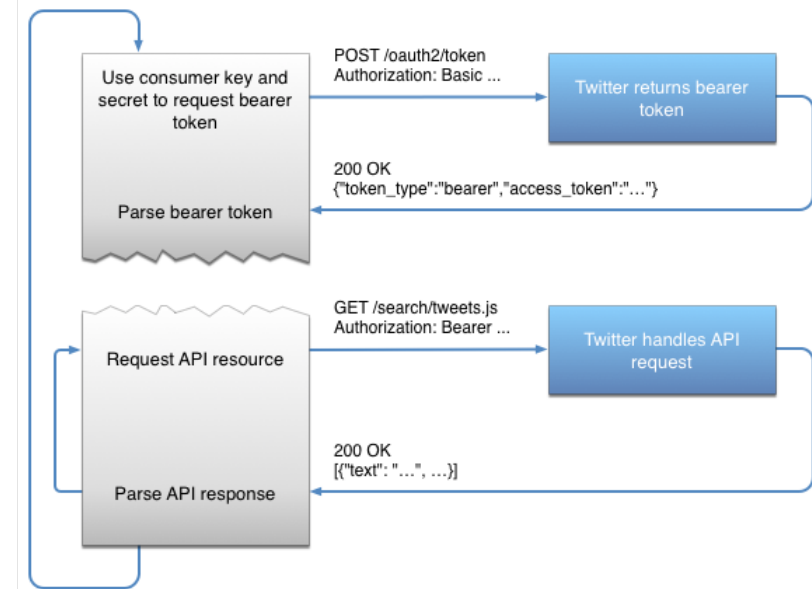 Use consumer key and
secret to request bearer
token
POST /oauth2/token
Authorization: Basic ...
Twitter returns bearer
token
200 OK
{"token_type":"bearer","access_token":"…"}
Parse bearer token
GET /search/tweets.js
Authorization: Bearer ...
Request API resource
Twitter handles API
request
200 OK
[{"text": "…", …}]
Parse API response